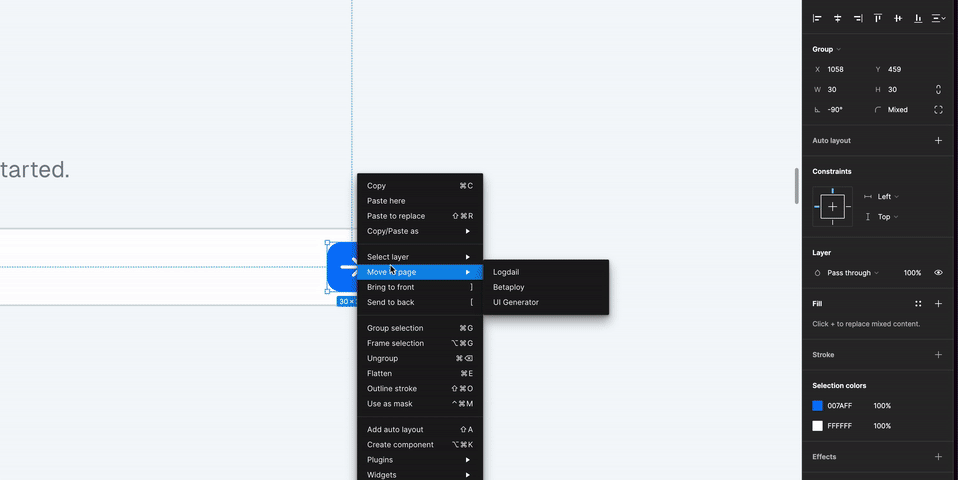 tarted.
30 ×
Copy ⌘C
Paste here
Paste to replace ⇧⌘R
Copy/Paste as
Select layer
Move page
Bring to front ]
Send to back [
Group selection ⌘G
Frame selection ⌥⌘G
Ungroup ⌘⌫
Flatten ⌘E
Outline stroke ⇧⌘O
Use as mask ^⌘M
Add auto layout ⇧A
Create component ⌥⌘K
Plugins
Widgets
Logdail
Betaploy
UI Generator
Group
X 1058 Y 459
W 30 H 30
-90° Mixed
Auto layout
Constraints
Left
Top
Layer
Pass through 100%
Fill
Click + to replace mixed content.
Stroke
Selection colors
007AFF 100%
FFFFFF 100%
Effects